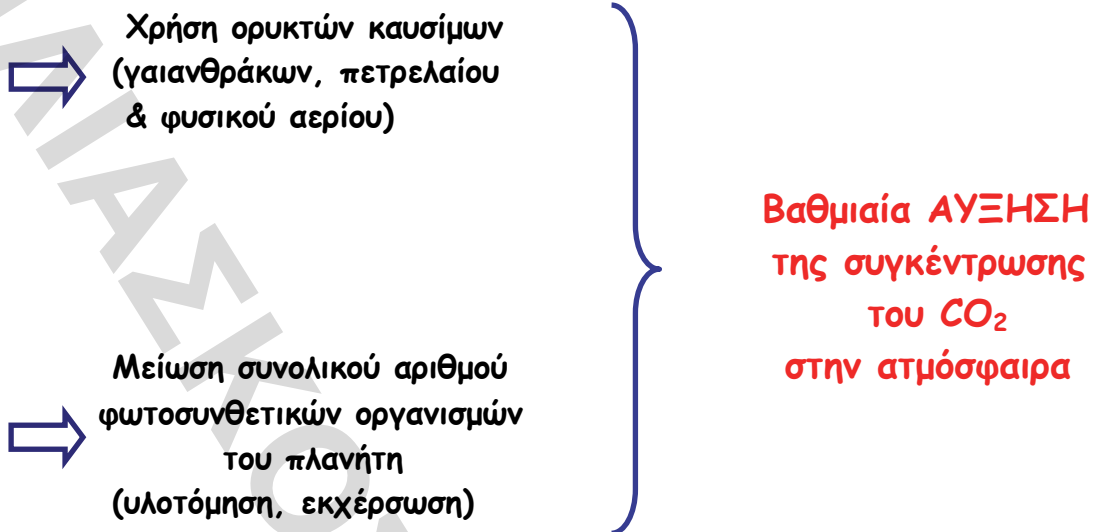 Χρήση ορυκτών καυσίμων
(γαιανθράκων, πετρελαίου
& φυσικού αερίου)
Βαθμιαία ΑΥΞΗΣΗ
της συγκέντρωσης
του CO₂
στην ατμόσφαιρα
Μείωση συνολικού αριθμού
φωτοσυνθετικών οργανισμών
του πλανήτη
(υλοτόμηση, εκχέρσωση)